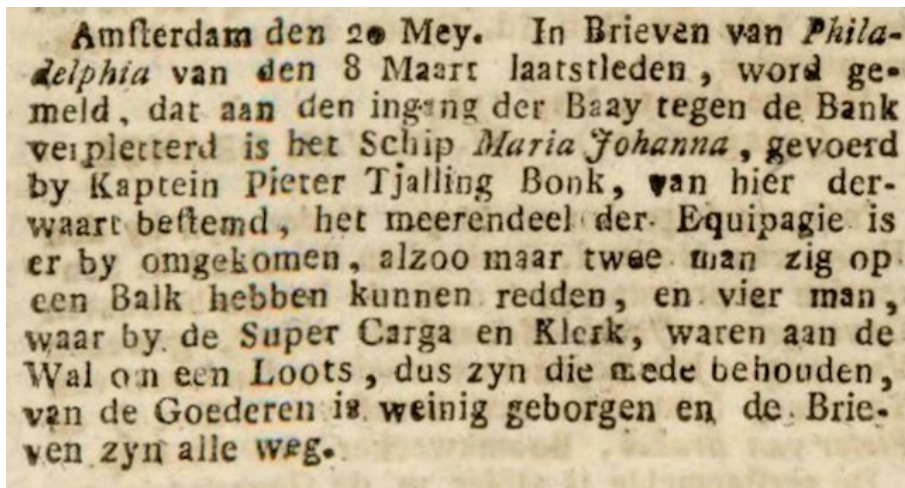 Amſterdam den 20 Mey. In Brieven van Phila-
delphia van den 8 Maart laatstleden, word ge-
meld, dat aan den ingang der Baay tegen de Bank
verpletterd is het Schip Maria Johanna, gevoerd
by Kaptein Pieter Tjalling Bonk, van hier der-
waart beſtemd, het meerendeel der Equipagie is
er by omgekomen, alzoo maar twee man zig op
een Balk hebben kunnen redden, en vier man,
waar by de Super Carga en Klerk, waren aan de
Wal om een Loots, dus zyn die mede behouden,
van de Goederen is weinig geborgen en de Brie-
ven zyn alle weg.